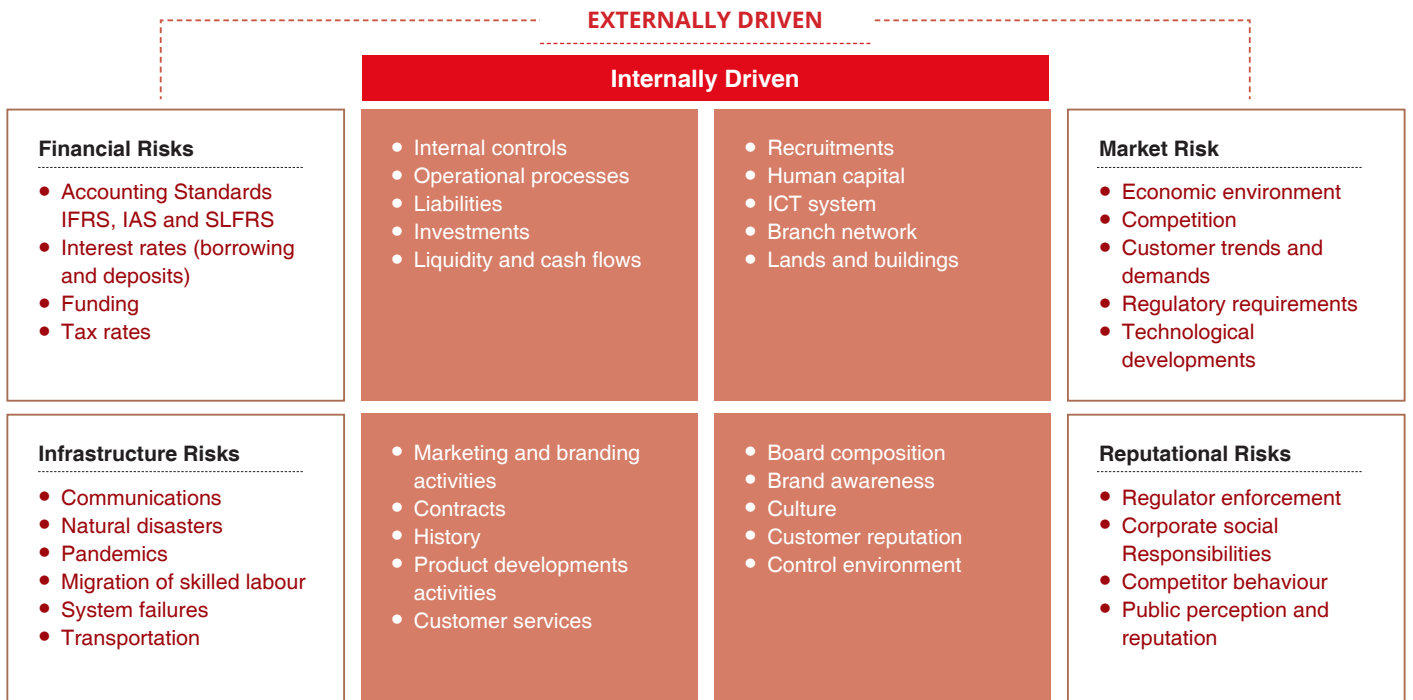 EXTERNALLY DRIVEN
Internally Driven
Financial Risks
• Accounting Standards
IFRS, IAS and SLFRS
• Interest rates (borrowing
and deposits)
• Funding
• Tax rates
• Internal controls
• Operational processes
• Liabilities
• Investments
• Liquidity and cash flows
• Recruitments
• Human capital
• ICT system
• Branch network
• Lands and buildings
Market Risk
• Economic environment
• Competition
• Customer trends and
demands
• Regulatory requirements
• Technological
developments
Infrastructure Risks
• Communications
• Natural disasters
• Pandemics
• Migration of skilled labour
• System failures
• Transportation
• Marketing and branding
activities
• Contracts
• History
• Product developments
activities
• Customer services
• Board composition
• Brand awareness
• Culture
• Customer reputation
• Control environment
Reputational Risks
• Regulator enforcement
• Corporate social
Responsibilities
• Competitor behaviour
• Public perception and
reputation